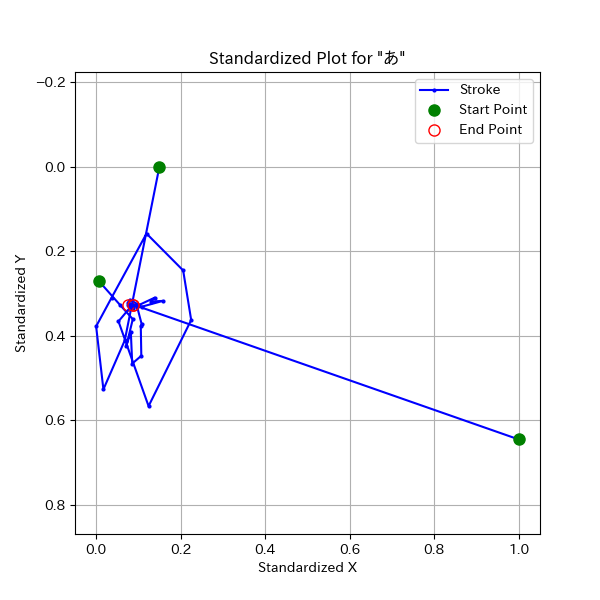 Standardized Plot for "あ"
Stroke
Start Point
End Point
−0.2
0.0
0.2
0.4
0.6
0.8
Standardized Y
0.0 0.2 0.4 0.6 0.8 1.0
Standardized X